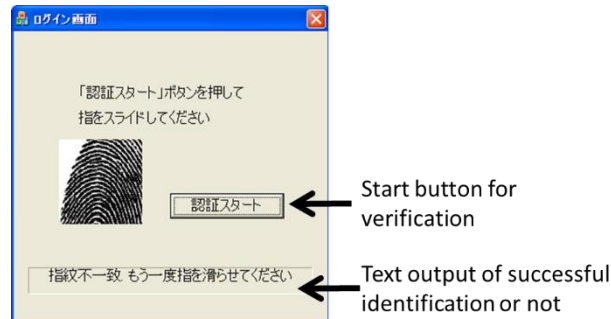 ログイン画面
「認証スタート」ボタンを押して
指をスライドしてください
認証スタート
Start button for
verification
指紋不一致. もう一度指を滑らせてください
Text output of successful
identification or not